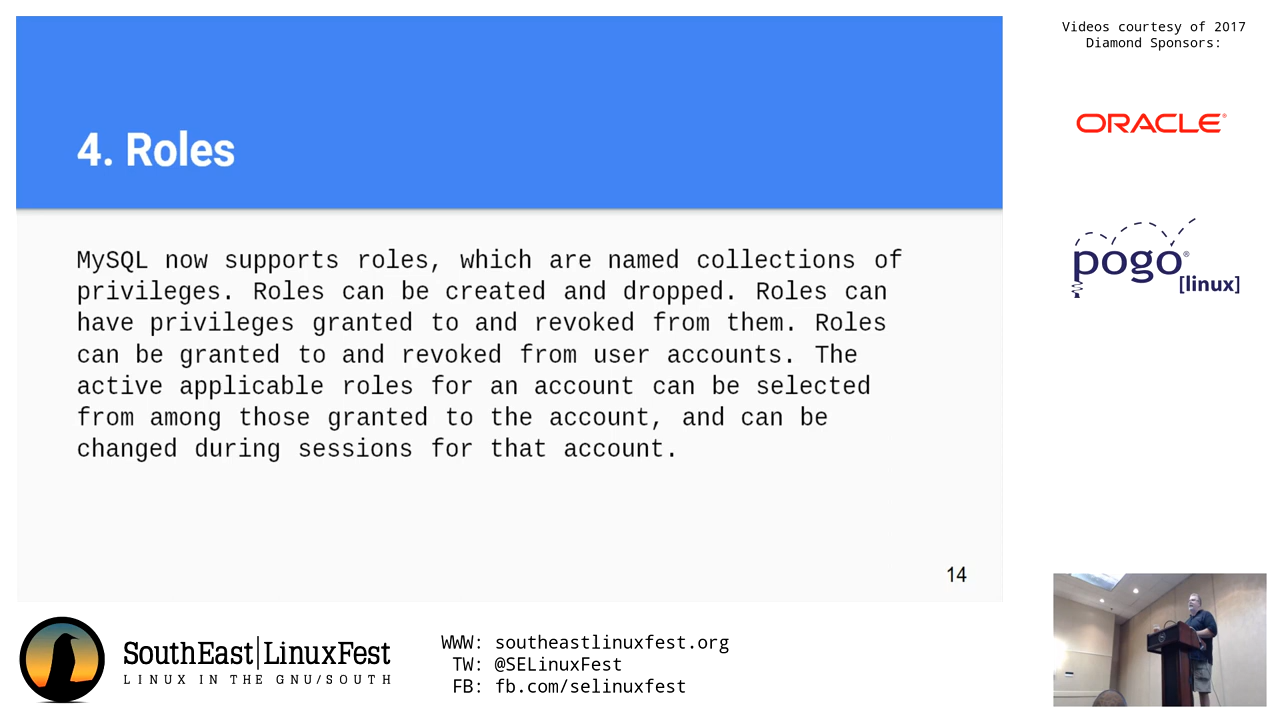 4. Roles
MySQL now supports roles, which are named collections of
privileges. Roles can be created and dropped. Roles can
have privileges granted to and revoked from them. Roles
can be granted to and revoked from user accounts. The
active applicable roles for an account can be selected
from among those granted to the account, and can be
changed during sessions for that account.
14
Videos courtesy of 2017
Diamond Sponsors:
ORACLE®
pogo®
[linux]
SouthEast|LinuxFest
LINUX IN THE GNU/SOUTH
WWW: southeastlinuxfest.org
TW: @SELinuxFest
FB: fb.com/selinuxfest